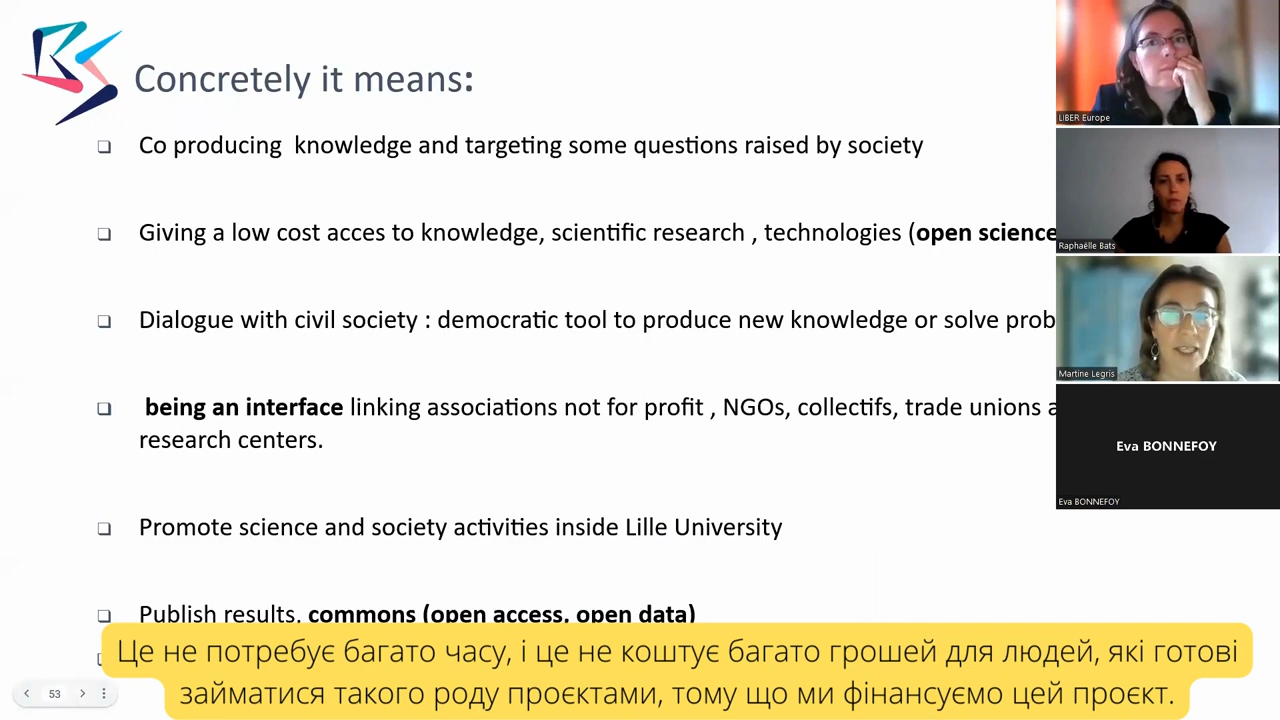 Concretely it means:
Co producing knowledge and targeting some questions raised by society
Giving a low cost acces to knowledge, scientific research , technologies (open science
Dialogue with civil society : democratic tool to produce new knowledge or solve prob
being an interface linking associations not for profit , NGOs, collectifs, trade unions a
research centers.
Promote science and society activities inside Lille University
Publish results, commons (open access, open data)
Це не потребує багато часу, і це не коштує багато грошей для людей, які готові
займатися такого роду проєктами, тому що ми фінансуємо цей проєкт.
53
LIBER Europe
Raphaëlle Bats
Martine Legris
Eva BONNEFOY
Eva BONNEFOY